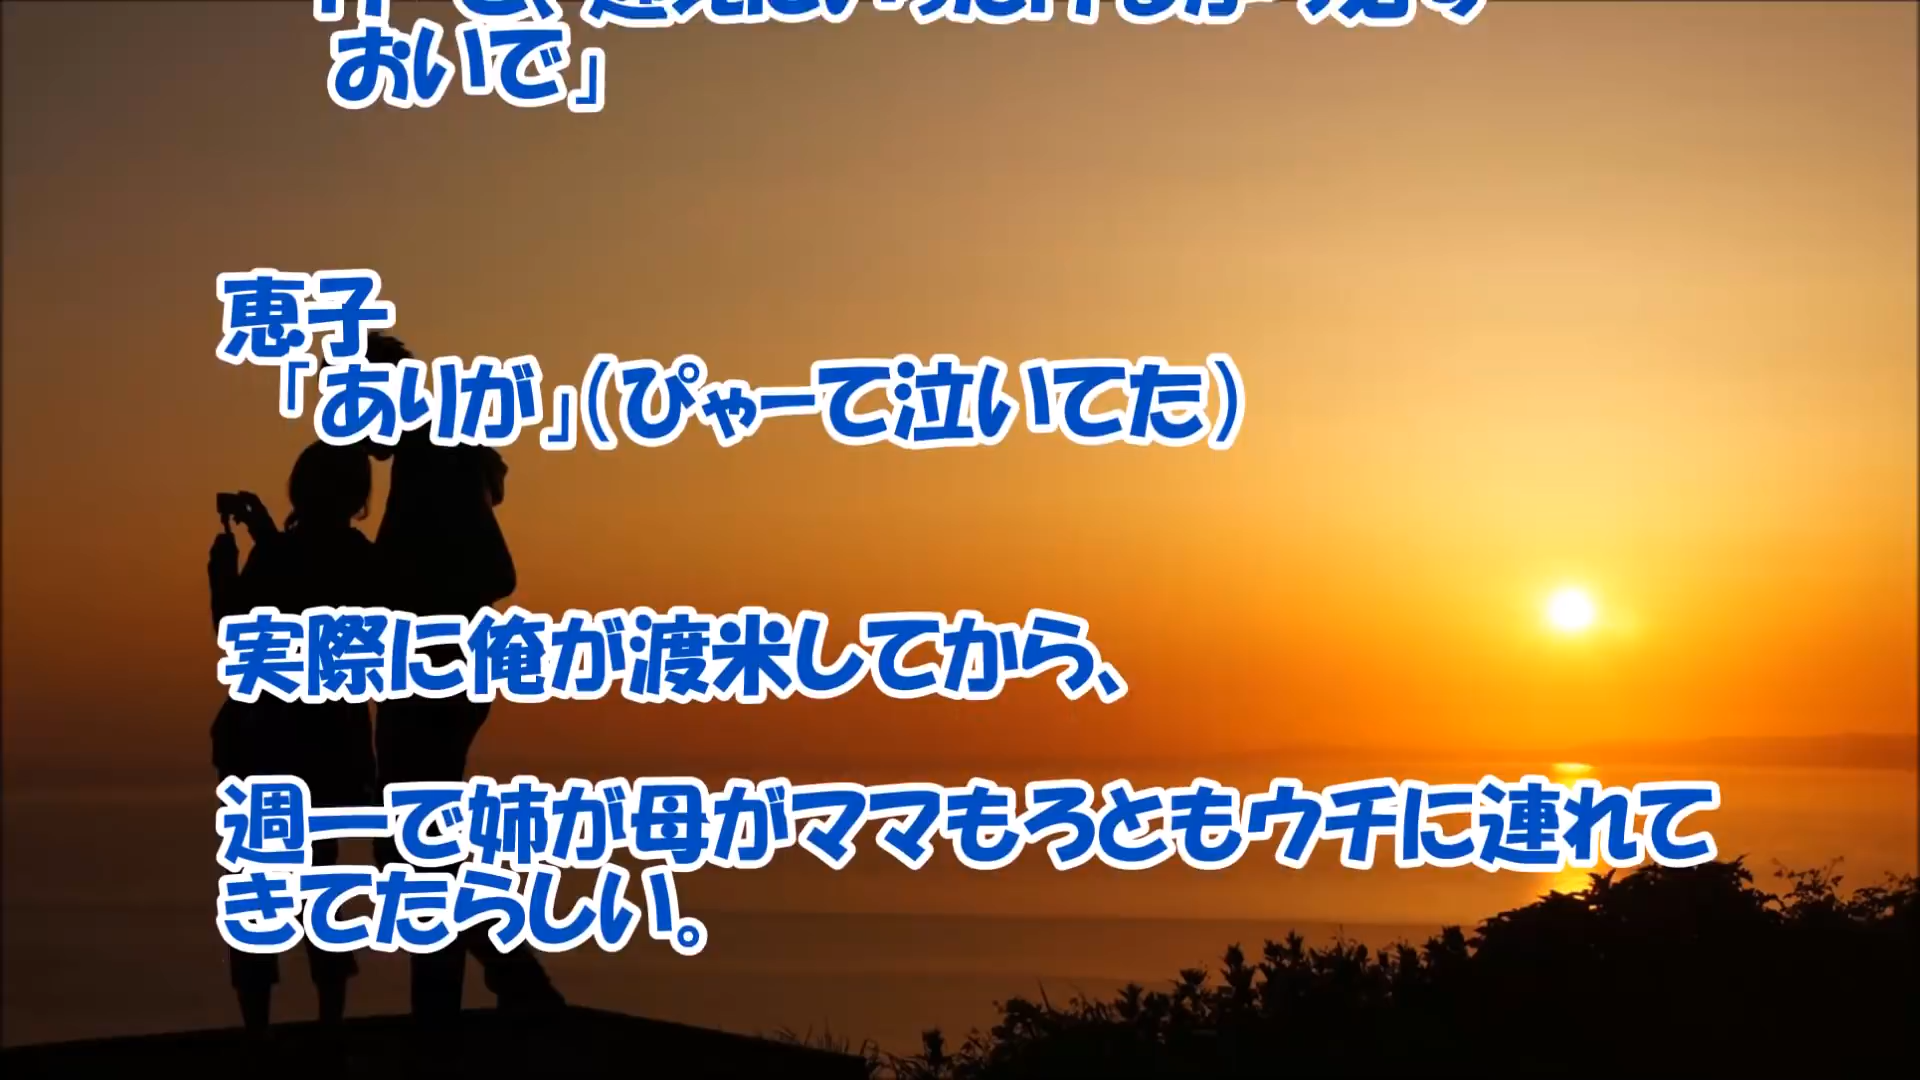 おいで」
恵子
「ありが」(ぴゃーて泣いてた)
実際に俺が渡米してから、
週一で姉が母がママもろともウチに連れて
きてたらしい。